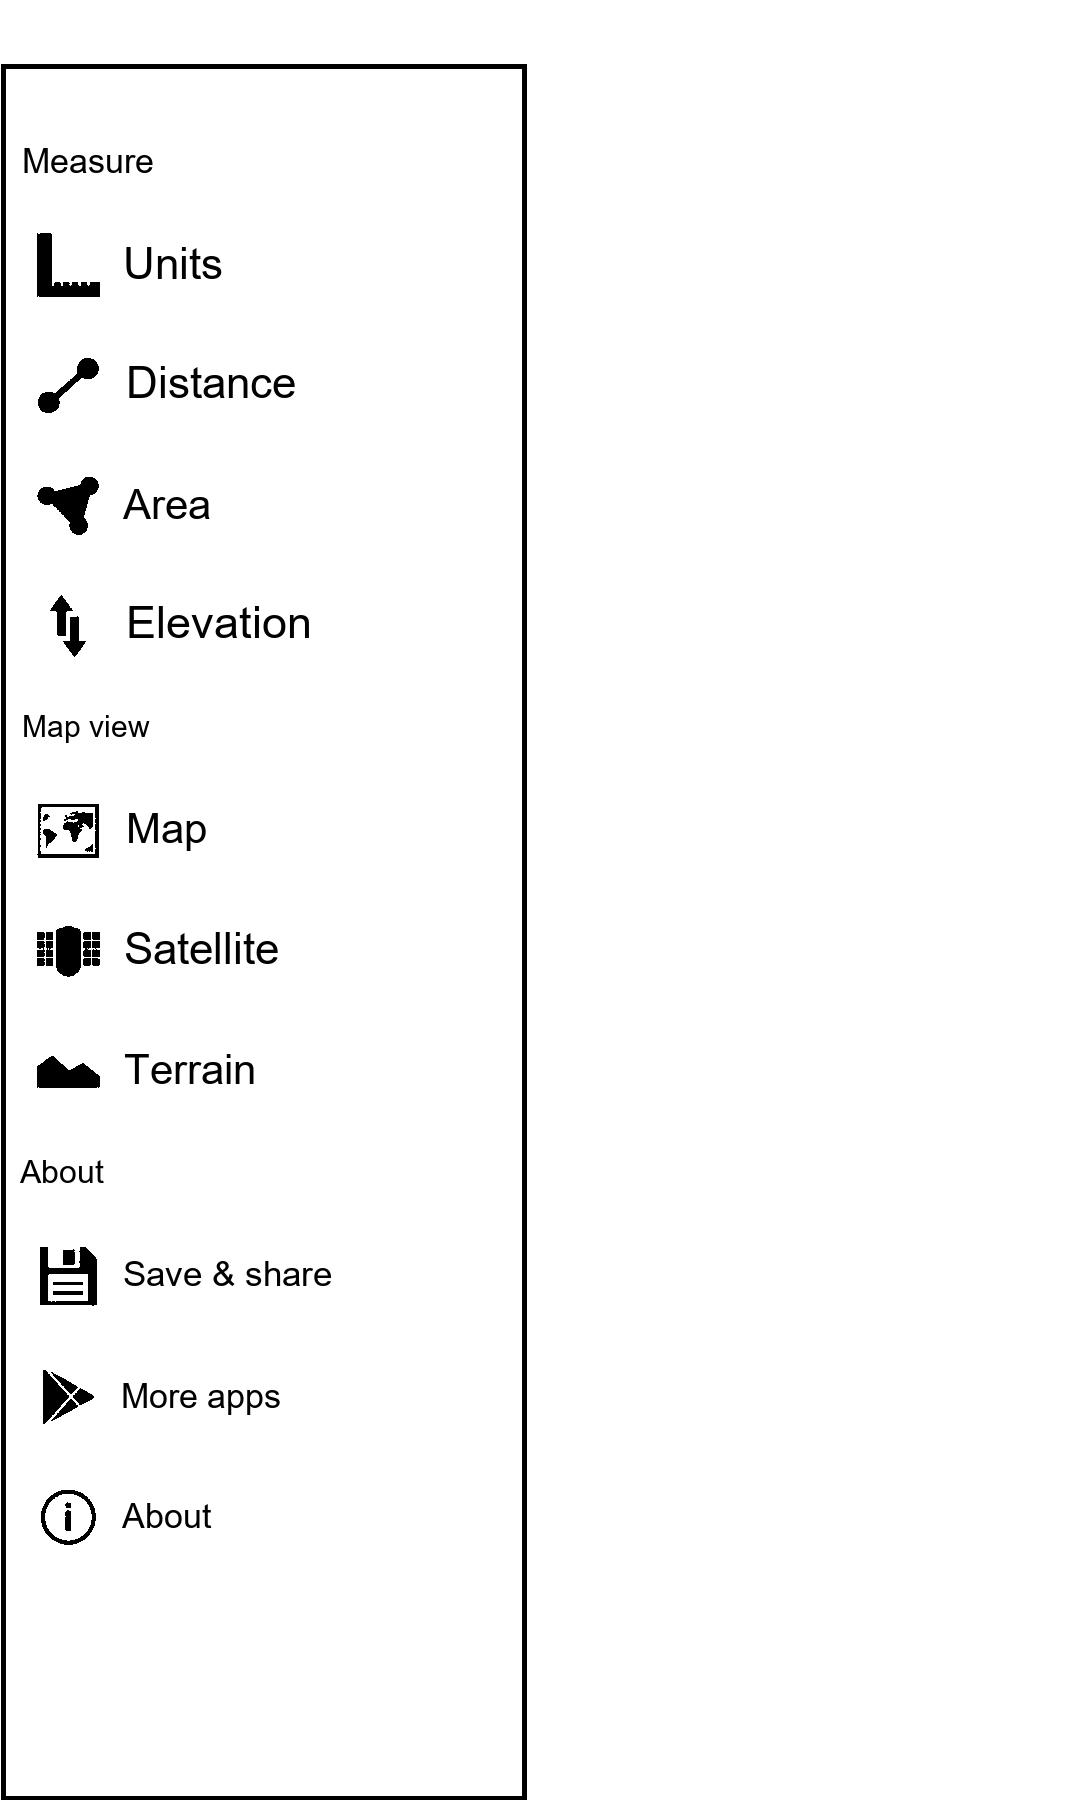 Measure
Units
Distance
Area
Elevation
Map view
Map
Satellite
Terrain
About
Save & share
More apps
About